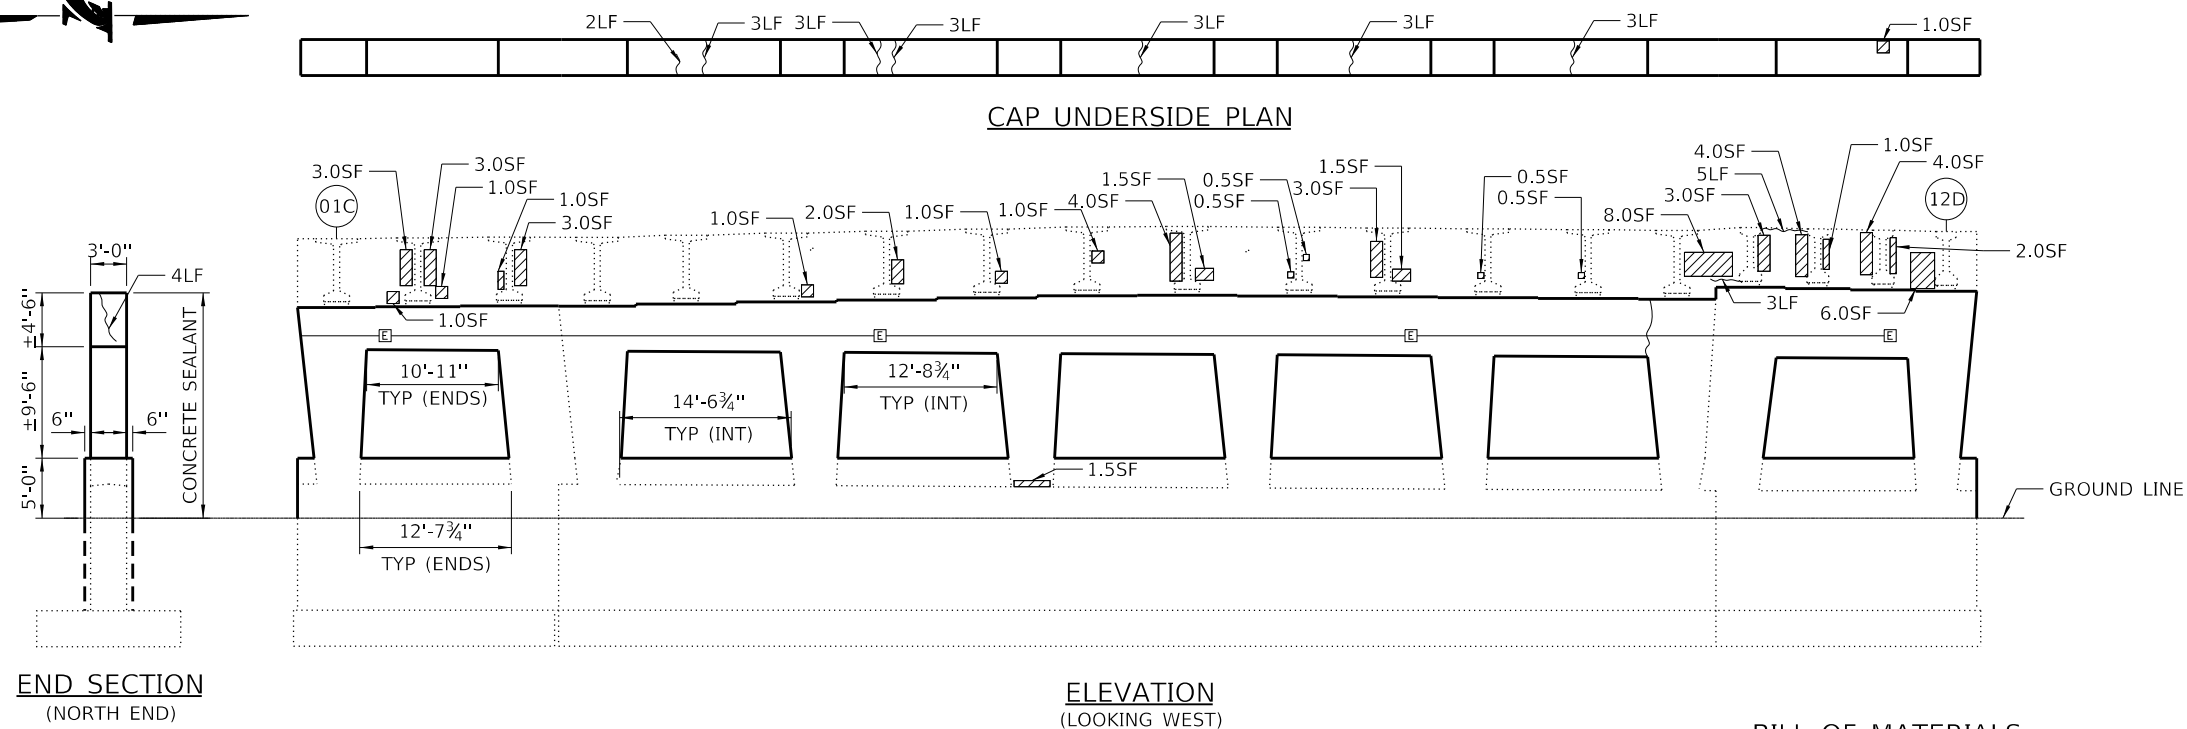 2LF
3LF
3LF
3LF
3LF
3LF
3LF
1.0SF
CAP UNDERSIDE PLAN
3.0SF
3.0SF
1.0SF
1.0SF
3.0SF
1.0SF
2.0SF
1.0SF
1.0SF
4.0SF
1.5SF
0.5SF
0.5SF
3.0SF
1.5SF
0.5SF
0.5SF
8.0SF
3.0SF
5LF
4.0SF
1.0SF
4.0SF
2.0SF
01C
12D
1.0SF
3LF
6.0SF
E
E
E
E
3'-0"
4LF
±4'-6"
±9'-6"
5'-0"
6"
6"
CONCRETE SEALANT
10'-11"
TYP (ENDS)
14'-6¾"
TYP (INT)
12'-8¾"
TYP (INT)
1.5SF
12'-7¾"
TYP (ENDS)
GROUND LINE
END SECTION
(NORTH END)
ELEVATION
(LOOKING WEST)
BILL OF MATERIALS